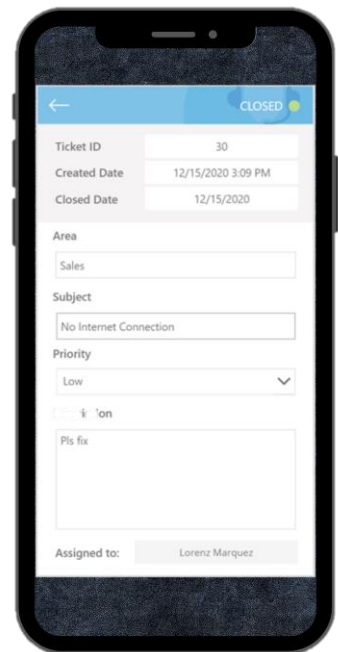 CLOSED
Ticket ID 30
Created Date 12/15/2020 3:09 PM
Closed Date 12/15/2020
Area
Sales
Subject
No Internet Connection
Priority
Low
Pls fix
Assigned to: Lorenz Marquez